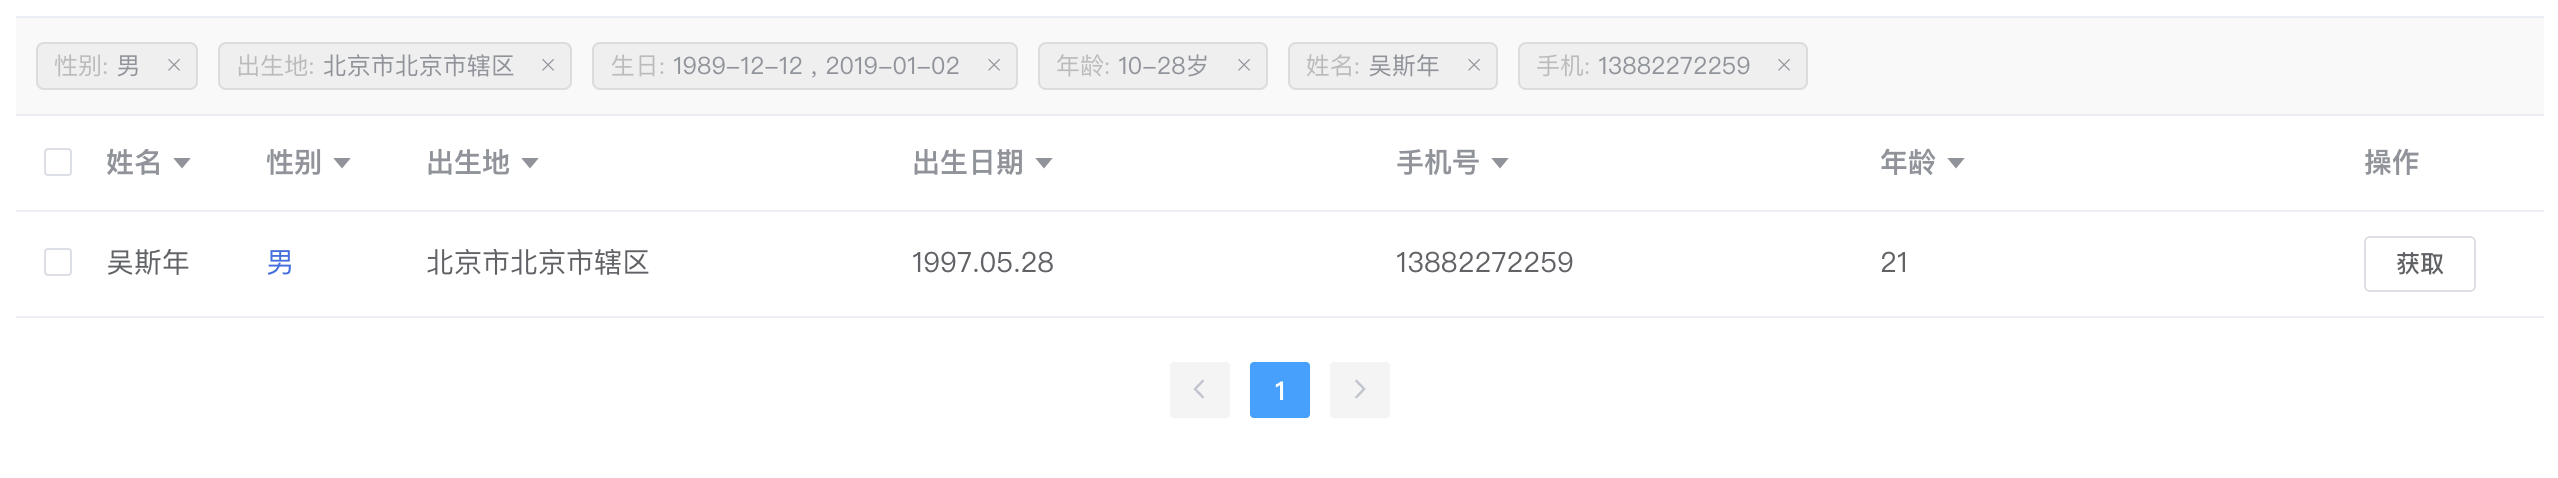 性别: 男 × 出生地: 北京市北京市辖区 × 生日: 1989-12-12 , 2019-01-02 × 年龄: 10-28岁 × 姓名: 吴斯年 × 手机: 13882272259 ×
姓名 性别 出生地 出生日期 手机号 年龄 操作
吴斯年 男 北京市北京市辖区 1997.05.28 13882272259 21 获取
1